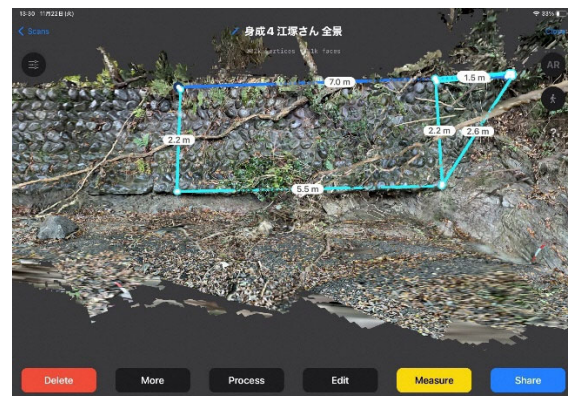 13:30 11月22日(火)
33%
< Scans
身成4江塚さん 全景
AR
7.0 m
1.5 m
2.2 m
2.2 m
2.6 m
?
5.5 m
Delete
More
Process
Edit
Measure
Share